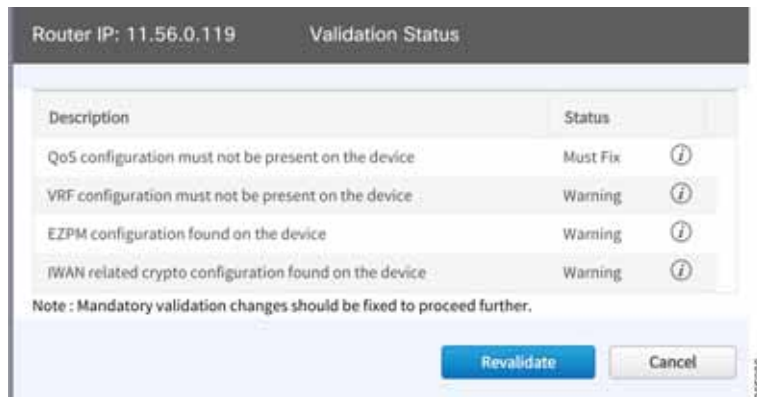 Router IP: 11.56.0.119 Validation Status
Description Status
QoS configuration must not be present on the device Must Fix
VRF configuration must not be present on the device Warning
EZPM configuration found on the device Warning
IWAN related crypto configuration found on the device Warning
Note : Mandatory validation changes should be fixed to proceed further.
Revalidate Cancel